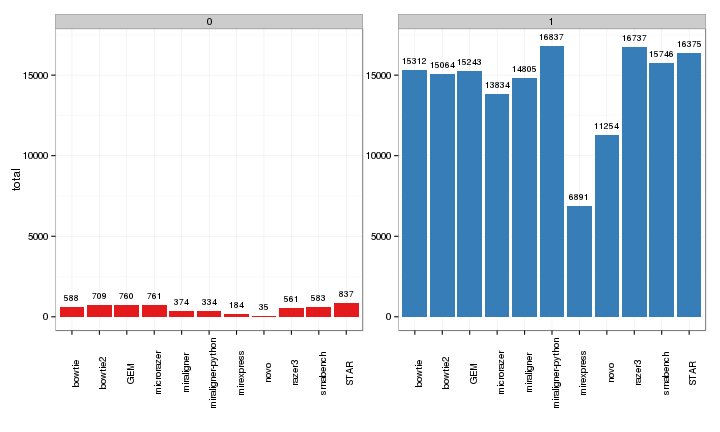 0
1
total
15000
10000
5000
0
588
709
760
761
374
334
184
35
561
583
837
bowtie
bowtie2
GEM
microrazer
miraligner
miraligner-python
mirexpress
novo
razer3
srnabench
STAR
15000
10000
5000
0
15312
15064
15243
13834
14805
16837
6891
11254
16737
15746
16375
bowtie
bowtie2
GEM
microrazer
miraligner
miraligner-python
mirexpress
novo
razer3
srnabench
STAR